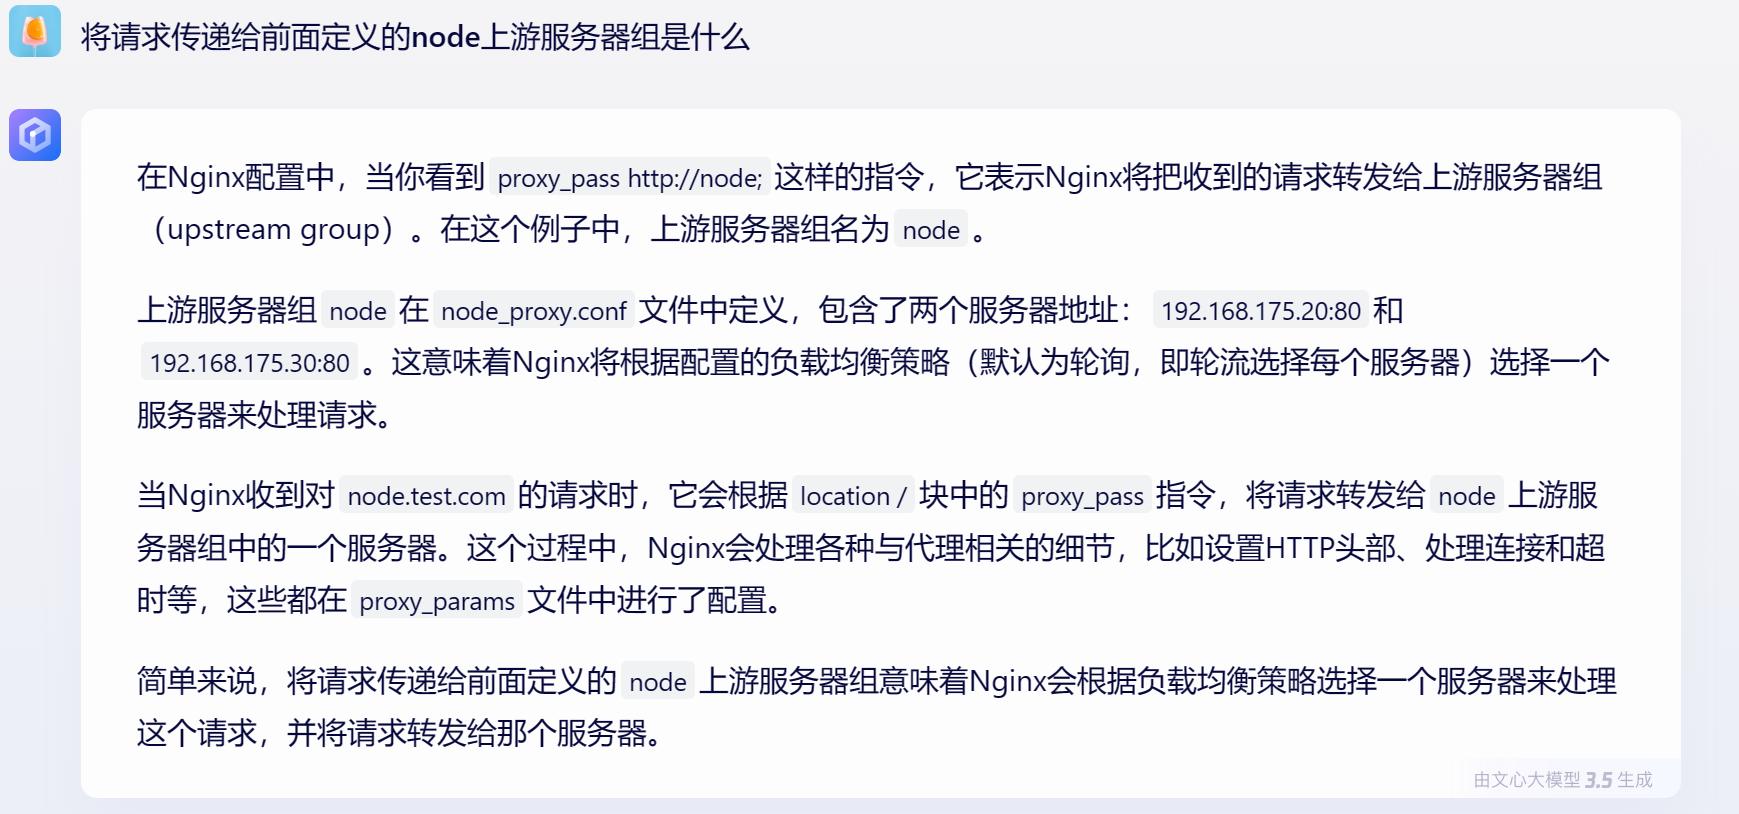 将请求传递给前面定义的node上游服务器组是什么
在Nginx配置中，当你看到 proxy_pass http://node; 这样的指令，它表示Nginx将把收到的请求转发给上游服务器组
（upstream group）。在这个例子中，上游服务器组名为 node 。
上游服务器组 node 在 node_proxy.conf 文件中定义，包含了两个服务器地址： 192.168.175.20:80 和
192.168.175.30:80 。这意味着Nginx将根据配置的负载均衡策略（默认为轮询，即轮流选择每个服务器）选择一个
服务器来处理请求。
当Nginx收到对 node.test.com 的请求时，它会根据 location / 块中的 proxy_pass 指令，将请求转发给 node 上游服
务器组中的一个服务器。这个过程中，Nginx会处理各种与代理相关的细节，比如设置HTTP头部、处理连接和超
时等，这些都在 proxy_params 文件中进行了配置。
简单来说，将请求传递给前面定义的 node 上游服务器组意味着Nginx会根据负载均衡策略选择一个服务器来处理
这个请求，并将请求转发给那个服务器。
由文心大模型 3.5 生成